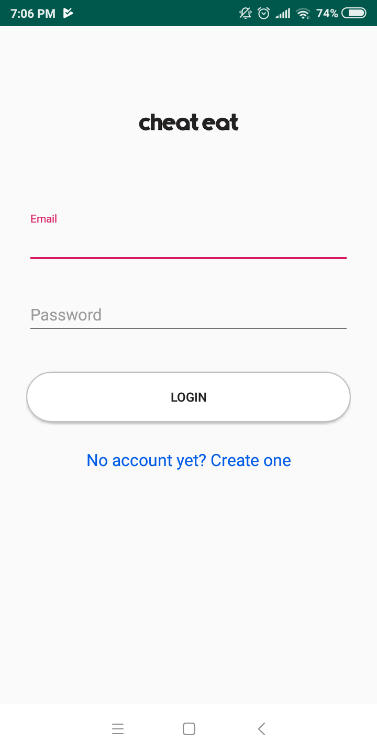 7:06 PM 74%
cheat eat
Email
Password
LOGIN
No account yet? Create one